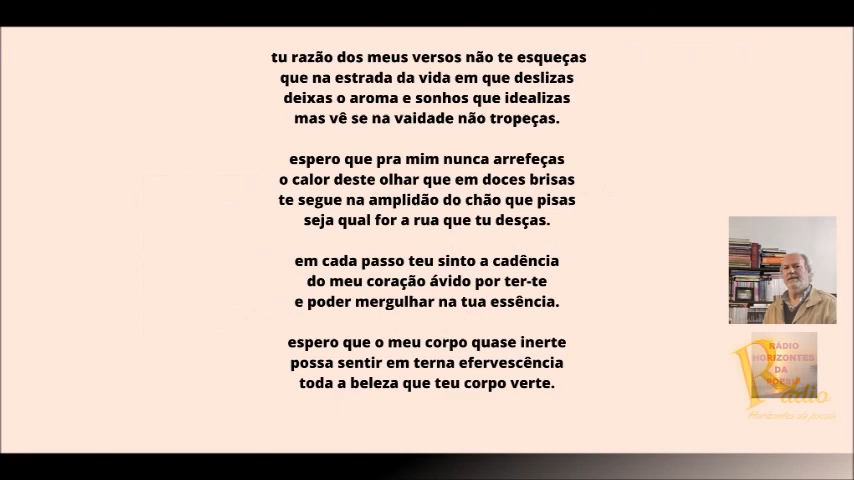 tu razão dos meus versos não te esqueças
que na estrada da vida em que deslizas
deixas o aroma e sonhos que idealizas
mas vê se na vaidade não tropeças.
espero que pra mim nunca arrefeças
o calor deste olhar que em doces brisas
te segue na amplidão do chão que pisas
seja qual for a rua que tu desças.
em cada passo teu sinto a cadência
do meu coração ávido por ter-te
e poder mergulhar na tua essência.
espero que o meu corpo quase inerte
possa sentir em terna efervescência
toda a beleza que teu corpo verte.
RÁDIO
HORIZONTES
DA
POESIA
Rádio
Horizontes da poesia